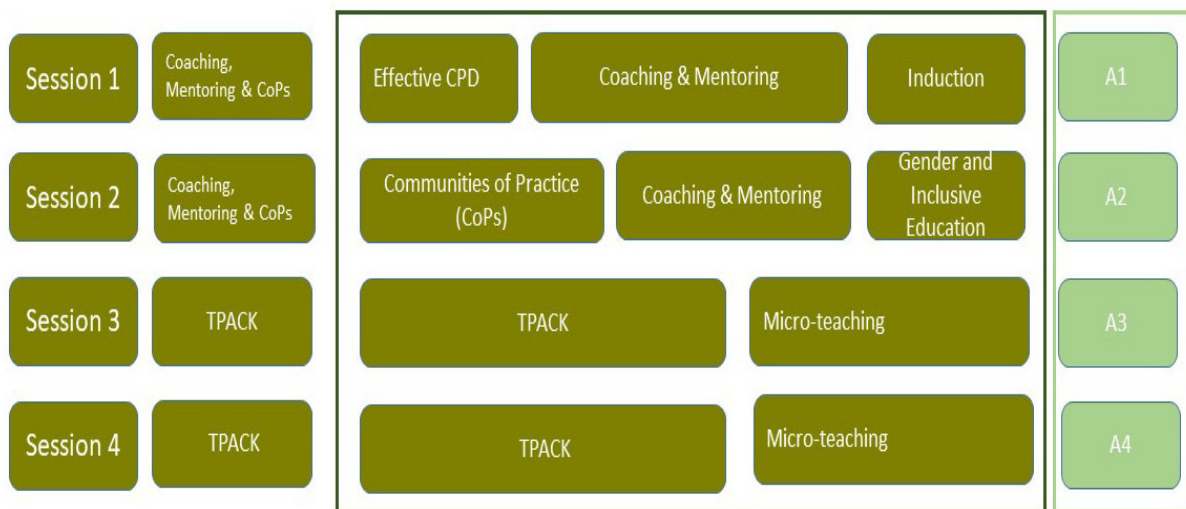 Session 1
Coaching,
Mentoring & CoPs
Effective CPD
Coaching & Mentoring
Induction
A1
Session 2
Coaching,
Mentoring & CoPs
Communities of Practice
(CoPs)
Coaching & Mentoring
Gender and
Inclusive
Education
A2
Session 3
TPACK
TPACK
Micro-teaching
A3
Session 4
TPACK
TPACK
Micro-teaching
A4